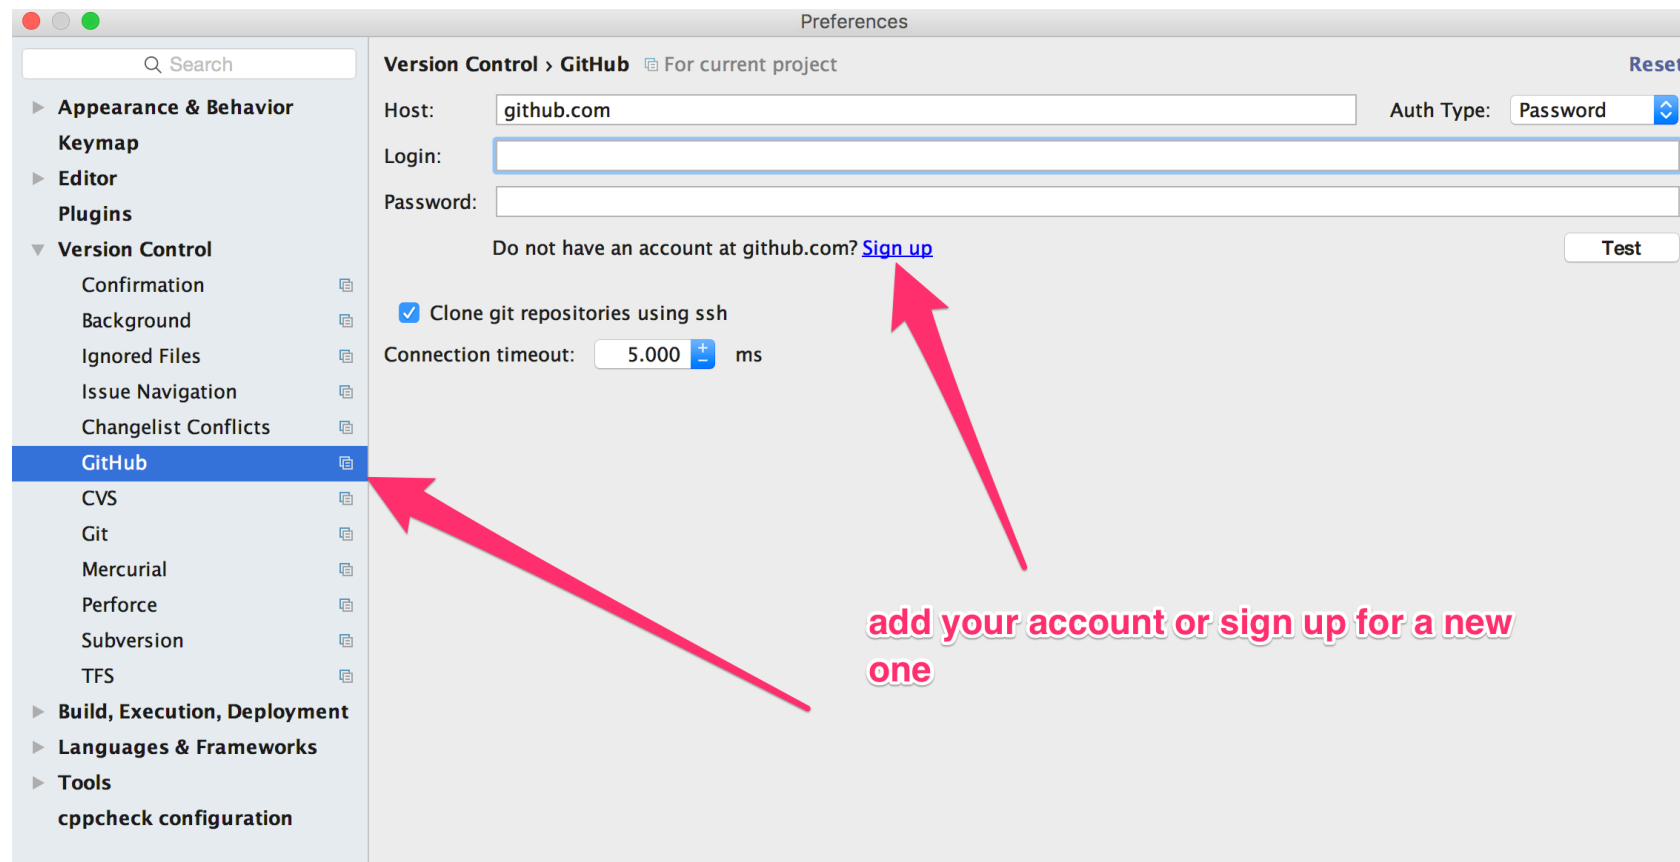 Preferences
Search
Version Control › GitHub For current project Reset
Appearance & Behavior
Keymap
Editor
Plugins
Version Control
Confirmation
Background
Ignored Files
Issue Navigation
Changelist Conflicts
GitHub
CVS
Git
Mercurial
Perforce
Subversion
TFS
Build, Execution, Deployment
Languages & Frameworks
Tools
cppcheck configuration
Host: github.com Auth Type: Password
Login:
Password:
Do not have an account at github.com? Sign up Test
Clone git repositories using ssh
Connection timeout: 5.000 ms
add your account or sign up for a new
one